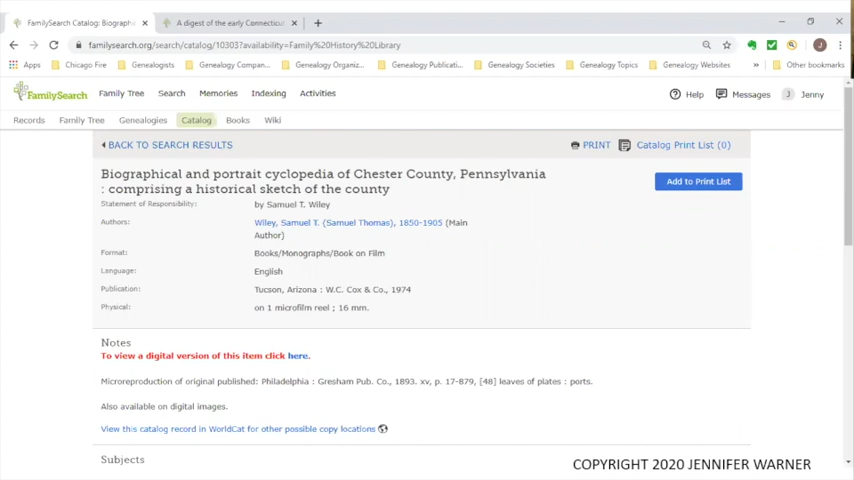 FamilySearch Catalog: Biographi
A digest of the early Connecticut
familysearch.org/search/catalog/10303?availability=Family%20History%20Library
Apps Chicago Fire Genealogists Genealogy Compan... Genealogy Organiz... Genealogy Publicati... Genealogy Societies Genealogy Topics Genealogy Websites » Other bookmarks
FamilySearch Family Tree Search Memories Indexing Activities Help Messages J Jenny
Records Family Tree Genealogies Catalog Books Wiki
BACK TO SEARCH RESULTS PRINT Catalog Print List (0)
Biographical and portrait cyclopedia of Chester County, Pennsylvania
: comprising a historical sketch of the county
Add to Print List
Statement of Responsibility: by Samuel T. Wiley
Authors: Wiley, Samuel T. (Samuel Thomas), 1850-1905 (Main
Author)
Format: Books/Monographs/Book on Film
Language: English
Publication: Tucson, Arizona : W.C. Cox & Co., 1974
Physical: on 1 microfilm reel ; 16 mm.
Notes
To view a digital version of this item click here.
Microreproduction of original published: Philadelphia : Gresham Pub. Co., 1893. xv, p. 17-879, [48] leaves of plates : ports.
Also available on digital images.
View this catalog record in WorldCat for other possible copy locations
Subjects
COPYRIGHT 2020 JENNIFER WARNER